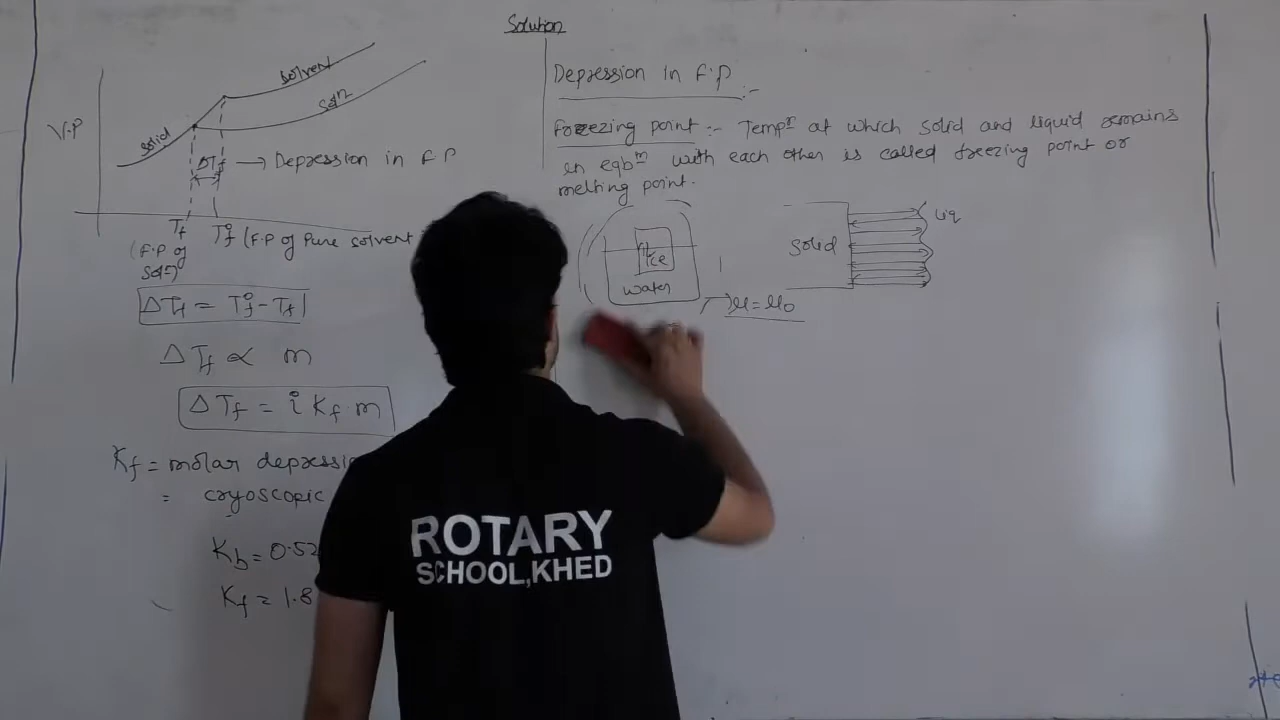 Solution
V.P
Solid
Solvent
Solⁿ
ΔTf → Depression in F.P
Tf
(F.P of
Solⁿ)
T°f (F.P of Pure solvent
ΔTf = T°f - Tf
ΔTf ∝ m
ΔTf = i Kf m
Kf = molar depressi
= cryoscopic
Kb = 0.52
Kf = 1.8
Depression in F.P :-
Freezing point :- Tempr at which solid and liquid remains
in eqbm with each other is called freezing point or
melting point.
Ice
water
Solid
liq
ROTARY
SCHOOL,KHED